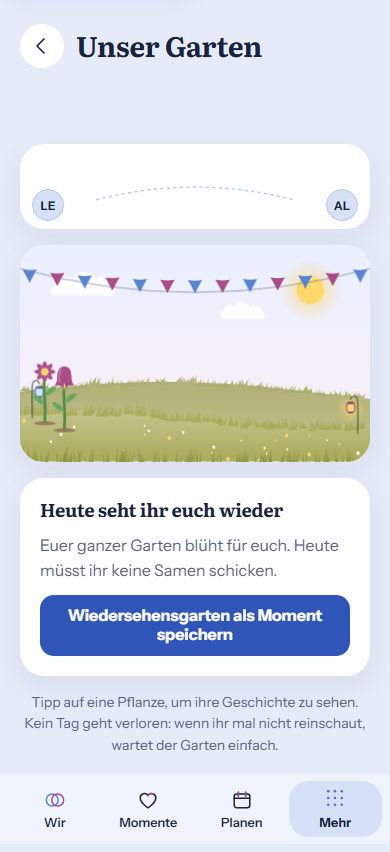 Unser Garten
LE
AL
Heute seht ihr euch wieder
Euer ganzer Garten blüht für euch. Heute
müsst ihr keine Samen schicken.
Wiedersehensgarten als Moment
speichern
Tipp auf eine Pflanze, um ihre Geschichte zu sehen.
Kein Tag geht verloren: wenn ihr mal nicht reinschaut,
wartet der Garten einfach.
Wir
Momente
Planen
Mehr